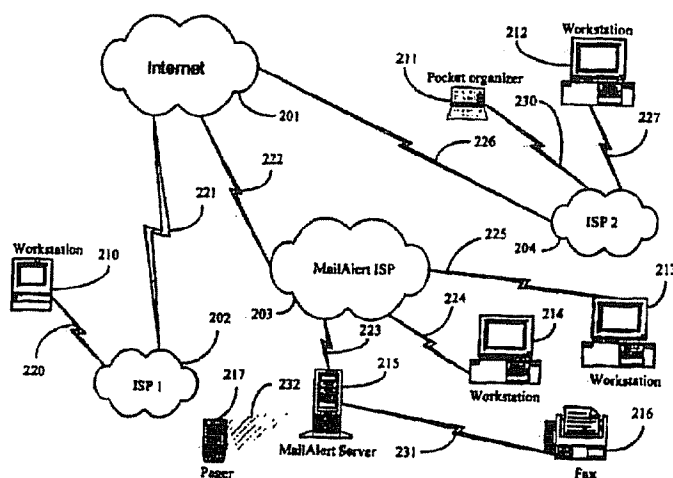 212
Workstation
211
Pocket organizer
230
227
Internet
201
226
222
221
ISP 2
204
Workstation
210
MailAlert ISP
225
213
203
224
214
202
223
220
ISP 1
217
232
215
Workstation
Workstation
216
Pager
MailAlert Server
231
Fax